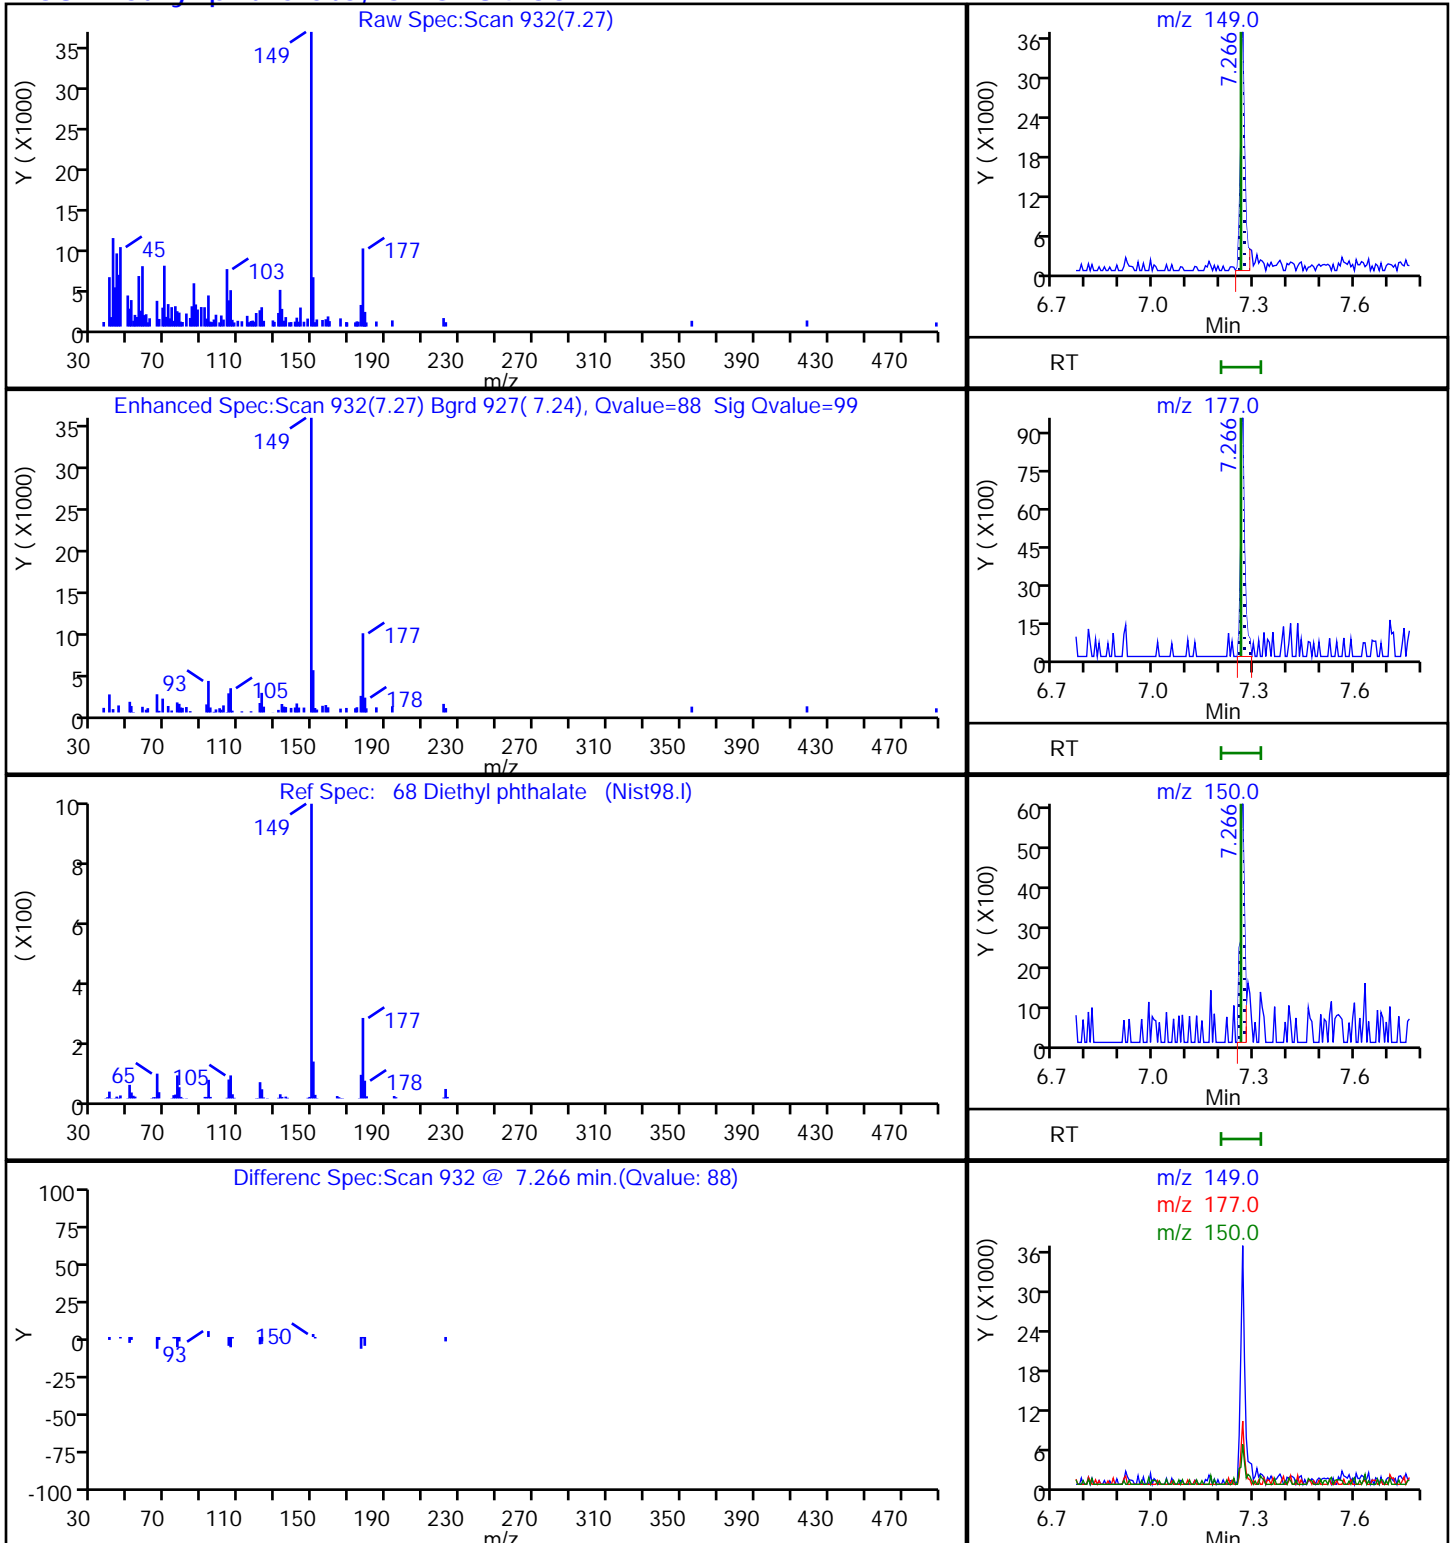 Raw Spec:Scan 932(7.27)
Y ( X1000)
35
30
25
20
15
10
5
0
149
45
103
177
30 70 110 150 190 230 270 310 350 390 430 470
m/z
m/z 149.0
Y ( X1000)
36
30
24
18
12
6
0
7.266
6.7 7.0 7.3 7.6
Min
RT
Enhanced Spec:Scan 932(7.27) Bgrd 927( 7.24), Qvalue=88 Sig Qvalue=99
Y ( X1000)
35
30
25
20
15
10
5
0
149
177
93
105
178
30 70 110 150 190 230 270 310 350 390 430 470
m/z
m/z 177.0
Y ( X100)
90
75
60
45
30
15
0
7.266
6.7 7.0 7.3 7.6
Min
RT
Ref Spec: 68 Diethyl phthalate (Nist98.l)
( X100)
10
8
6
4
2
0
149
177
65
105
178
30 70 110 150 190 230 270 310 350 390 430 470
m/z 150.0
Y ( X100)
60
50
40
30
20
10
0
7.266
6.7 7.0 7.3 7.6
Min
RT
Differenc Spec:Scan 932 @ 7.266 min.(Qvalue: 88)
Y
100
75
50
25
0
-25
-50
-75
-100
93
150
30 70 110 150 190 230 270 310 350 390 430 470
m/z
m/z 149.0
m/z 177.0
m/z 150.0
Y ( X1000)
36
30
24
18
12
6
0
6.7 7.0 7.3 7.6
Min